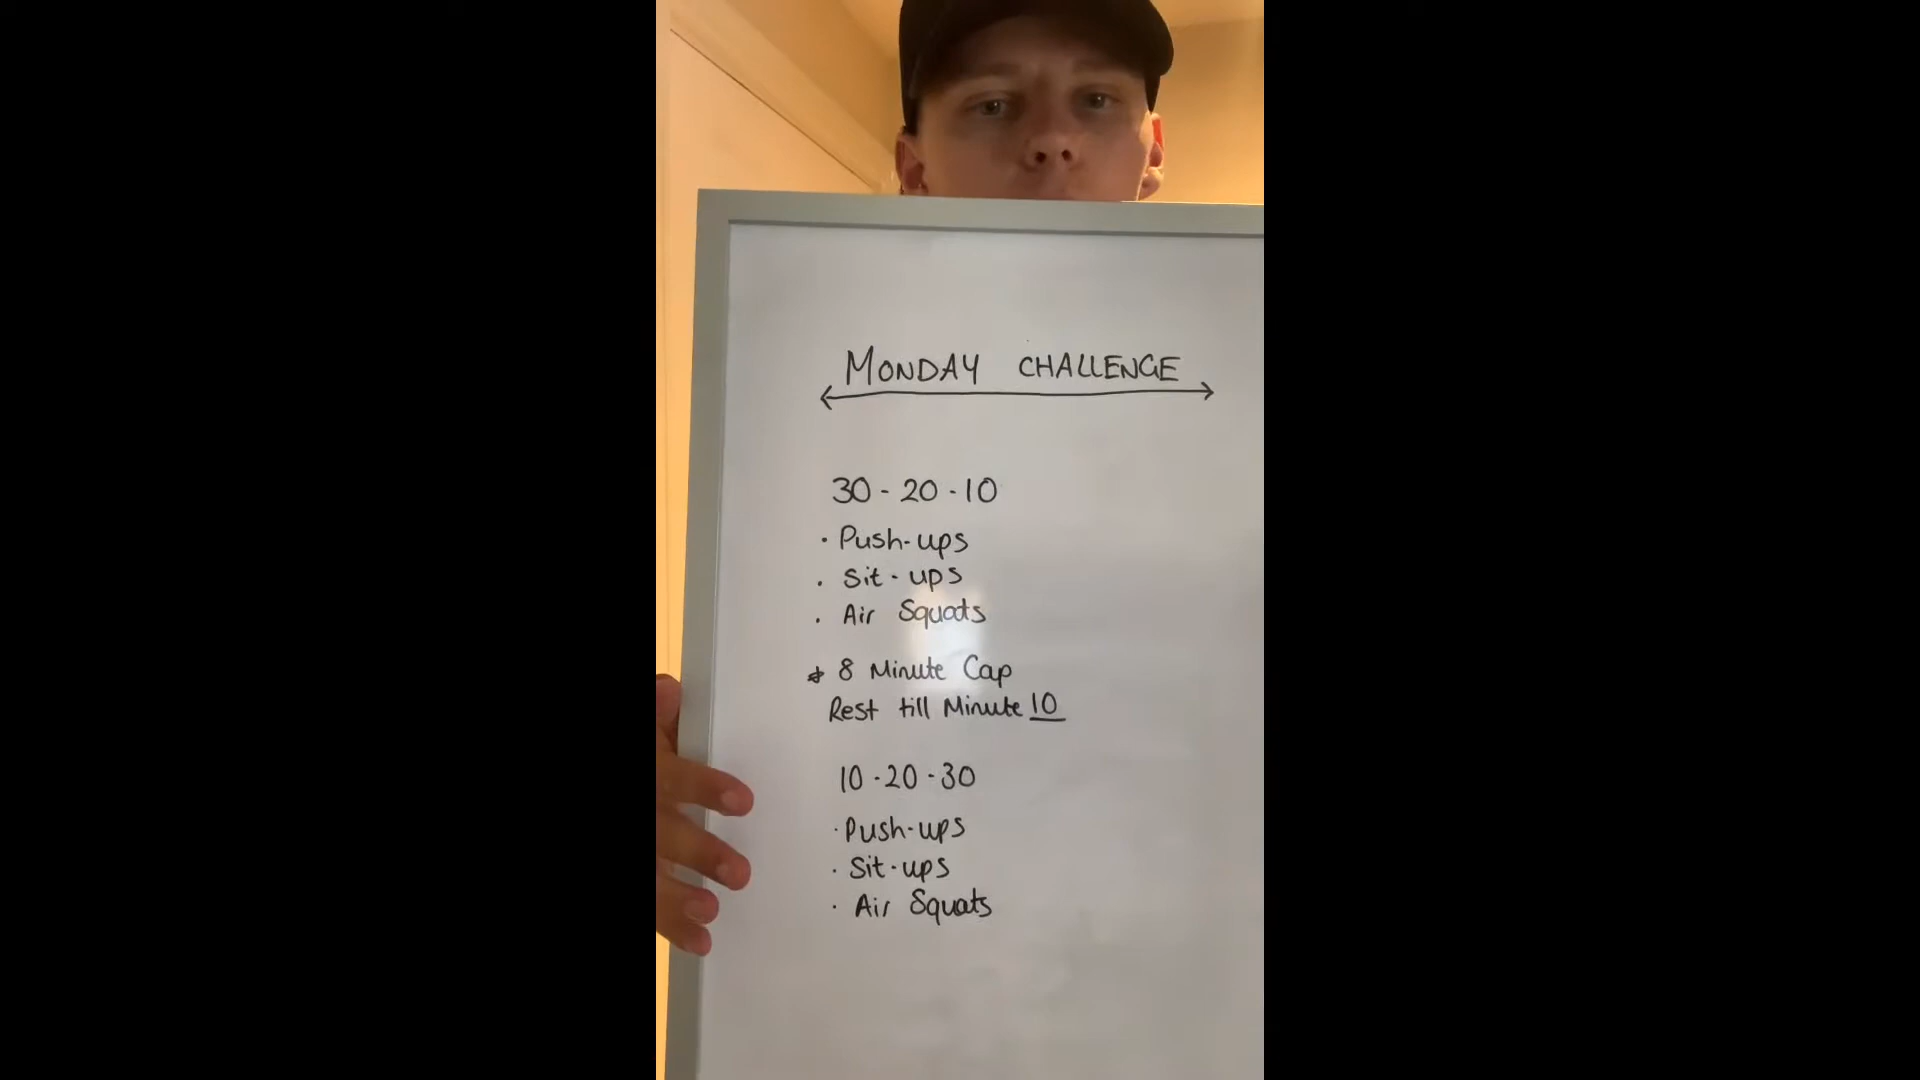 MONDAY CHALLENGE
30 - 20 - 10
· Push-ups
· Sit-ups
· Air Squats
* 8 Minute Cap
Rest till Minute 10
10 - 20 - 30
· Push-ups
· Sit-ups
· Air Squats